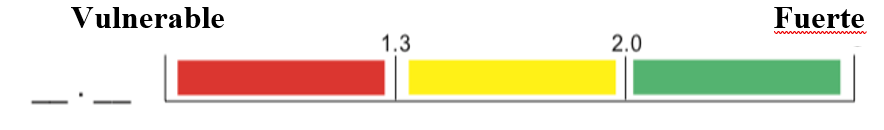 Vulnerable Fuerte
1.3 2.0
__ . __